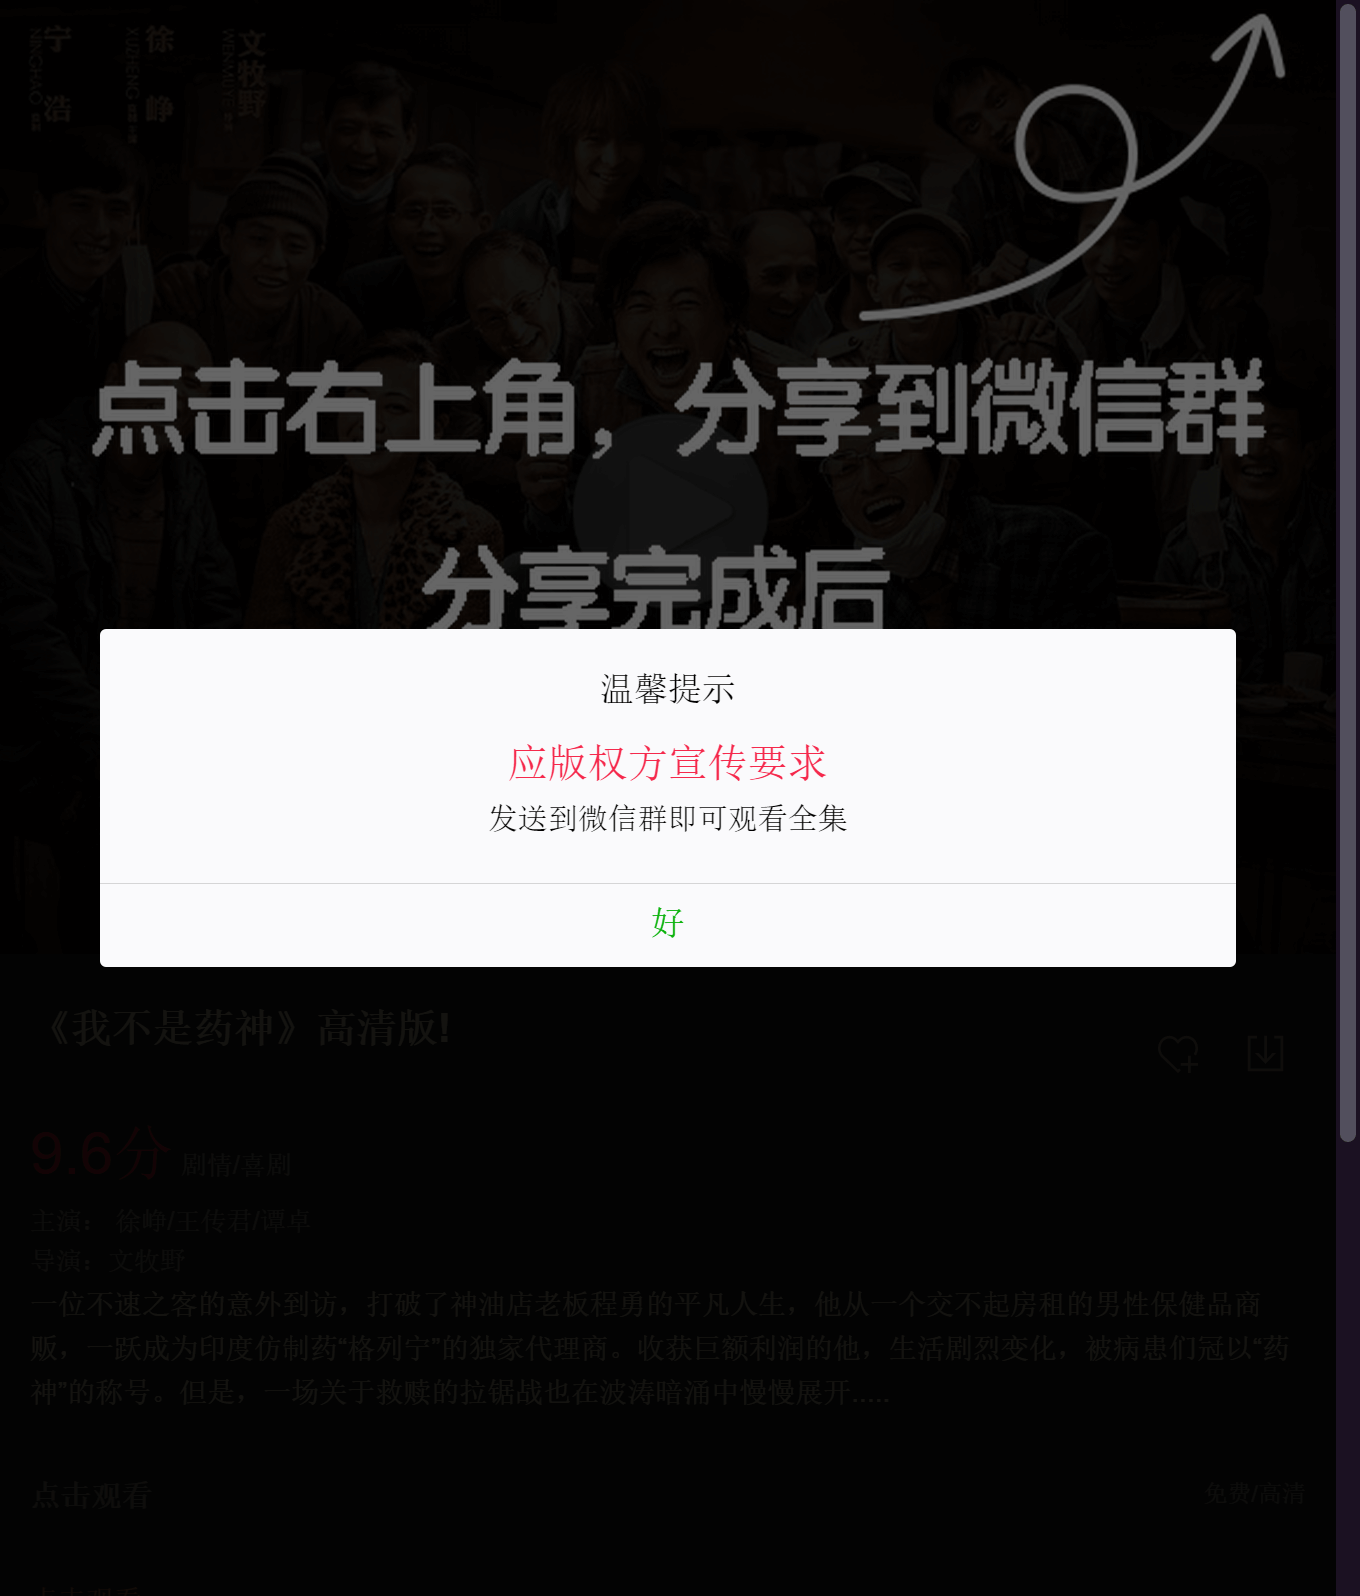 宁浩
NINGHAO
徐峥
XUZHENG
文牧野
WENMUYE
点击右上角，分享到微信群
分享完成后
温馨提示
应版权方宣传要求
发送到微信群即可观看全集
好
《我不是药神》高清版!
9.6分 剧情/喜剧
主演： 徐峥/王传君/谭卓
导演：文牧野
一位不速之客的意外到访，打破了神油店老板程勇的平凡人生，他从一个交不起房租的男性保健品商
贩，一跃成为印度仿制药“格列宁”的独家代理商。收获巨额利润的他，生活剧烈变化，被病患们冠以“药
神”的称号。但是，一场关于救赎的拉锯战也在波涛暗涌中慢慢展开.....
点击观看 免费/高清
点击观看